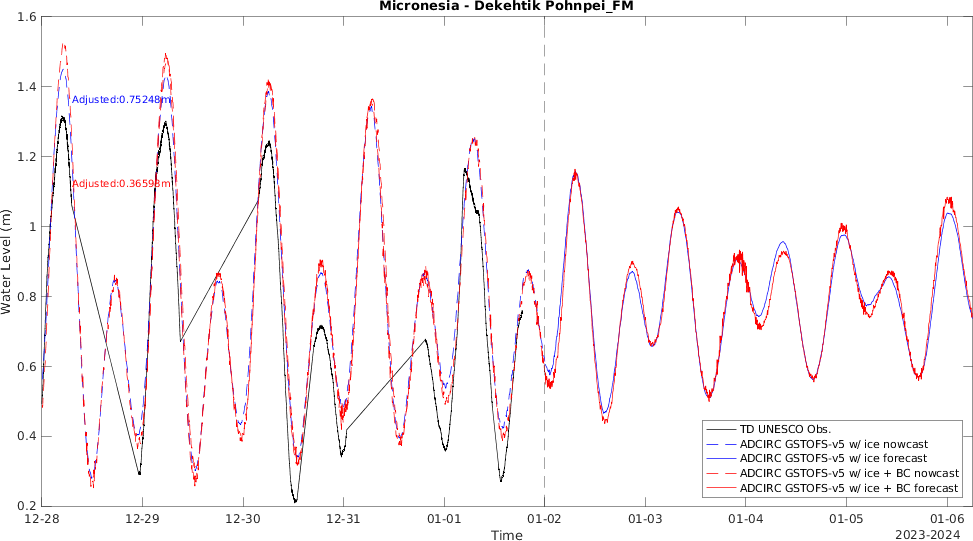 Micronesia - Dekehtik Pohnpei_FM
1.6
1.4
1.2
1
0.8
0.6
0.4
0.2
Water Level (m)
Adjusted:0.75248m
Adjusted:0.36593m
TD UNESCO Obs.
ADCIRC GSTOFS-v5 w/ ice nowcast
ADCIRC GSTOFS-v5 w/ ice forecast
ADCIRC GSTOFS-v5 w/ ice + BC nowcast
ADCIRC GSTOFS-v5 w/ ice + BC forecast
12-28 12-29 12-30 12-31 01-01 01-02 01-03 01-04 01-05 01-06
Time
2023-2024